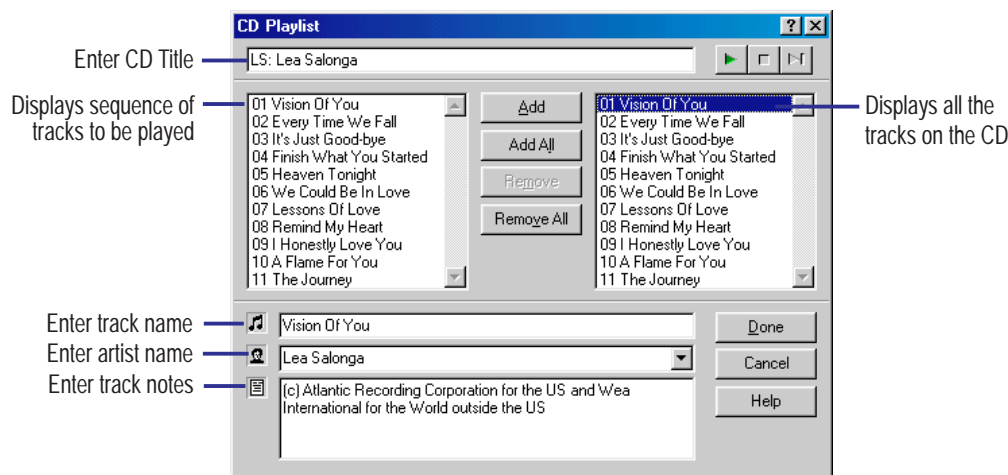 CD Playlist
Enter CD Title
LS: Lea Salonga
Displays sequence of
tracks to be played
01 Vision Of You
02 Every Time We Fall
03 It's Just Good-bye
04 Finish What You Started
05 Heaven Tonight
06 We Could Be In Love
07 Lessons Of Love
08 Remind My Heart
09 I Honestly Love You
10 A Flame For You
11 The Journey
Add
Add All
Remove
Remove All
01 Vision Of You
02 Every Time We Fall
03 It's Just Good-bye
04 Finish What You Started
05 Heaven Tonight
06 We Could Be In Love
07 Lessons Of Love
08 Remind My Heart
09 I Honestly Love You
10 A Flame For You
11 The Journey
Displays all the
tracks on the CD
Enter track name
Vision Of You
Done
Enter artist name
Lea Salonga
Cancel
Enter track notes
(c) Atlantic Recording Corporation for the US and Wea
International for the World outside the US
Help